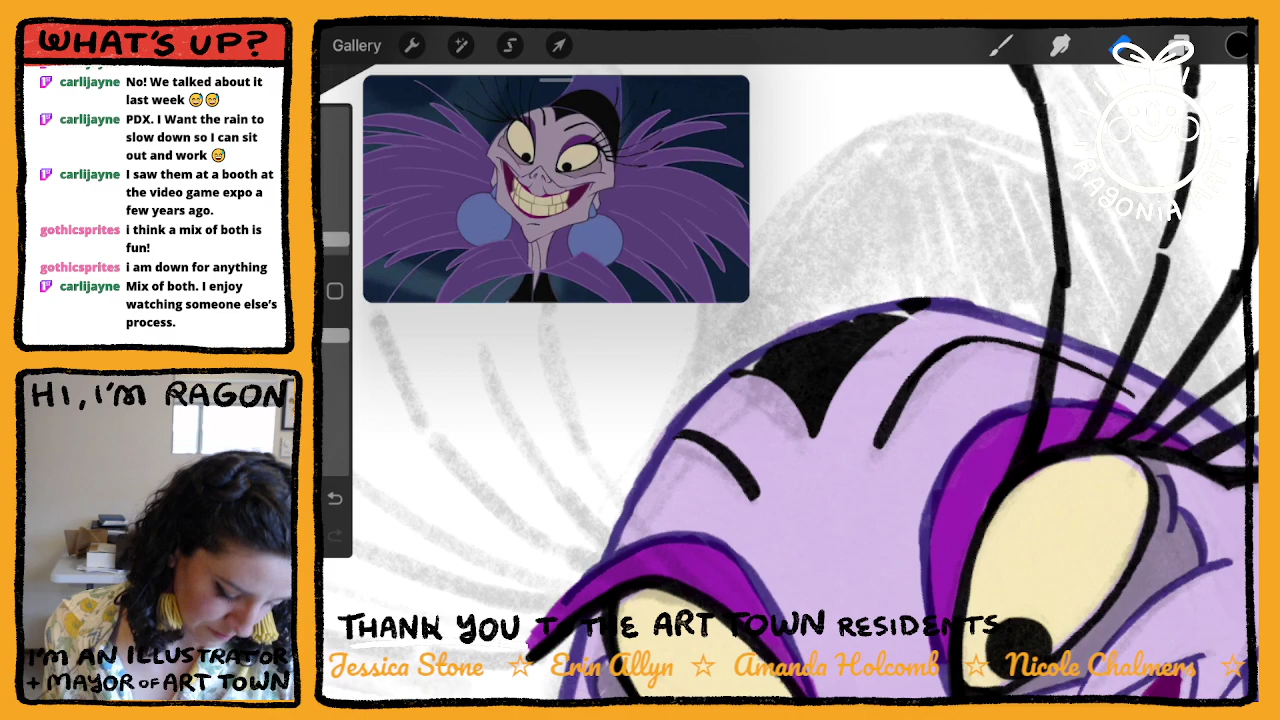 WHAT'S UP?
carlijayne No! We talked about it
last week 😅😅
carlijayne PDX. I Want the rain to
slow down so I can sit
out and work 😅
carlijayne I saw them at a booth at
the video game expo a
few years ago.
gothicsprites i think a mix of both is
fun!
gothicsprites i am down for anything
carlijayne Mix of both. I enjoy
watching someone else's
process.
HI, I'M RAGON
I'M AN ILLUSTRATOR
+ MAYOR OF ART TOWN
Gallery
RAGONIA
THANK YOU TO THE ART TOWN RESIDENTS
Jessica Stone ☆ Erin Allyn ☆ Amanda Holcomb ☆ Nicole Chalmers ☆